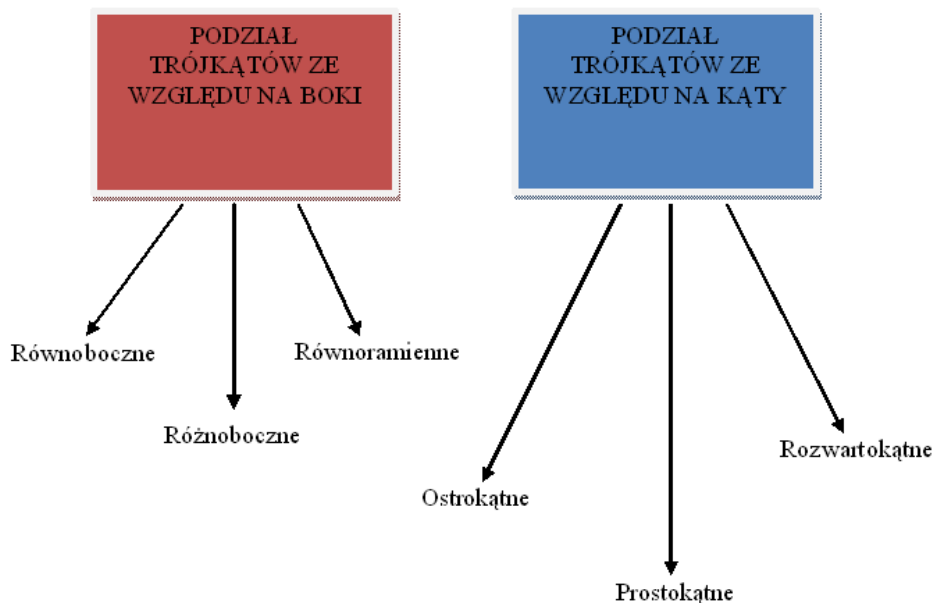 PODZIAŁ
TRÓJKĄTÓW ZE
WZGLĘDU NA BOKI
PODZIAŁ
TRÓJKĄTÓW ZE
WZGLĘDU NA KĄTY
Równoboczne
Równoramienne
Różnoboczne
Rozwartokątne
Ostrokątne
Prostokątne